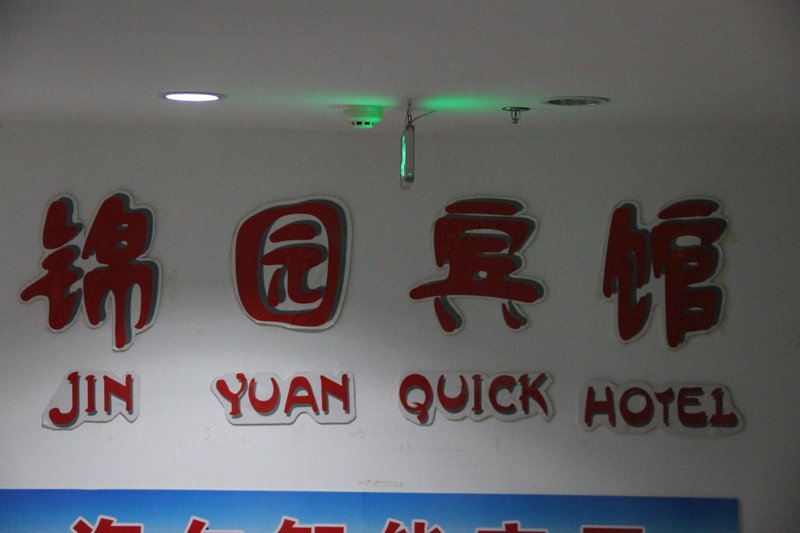 锦园宾馆
JIN YUAN QUICK HOTEL